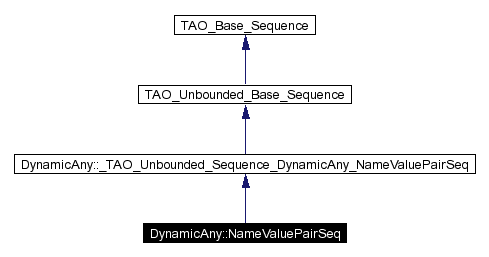 TAO_Base_Sequence
TAO_Unbounded_Base_Sequence
DynamicAny::_TAO_Unbounded_Sequence_DynamicAny_NameValuePairSeq
DynamicAny::NameValuePairSeq